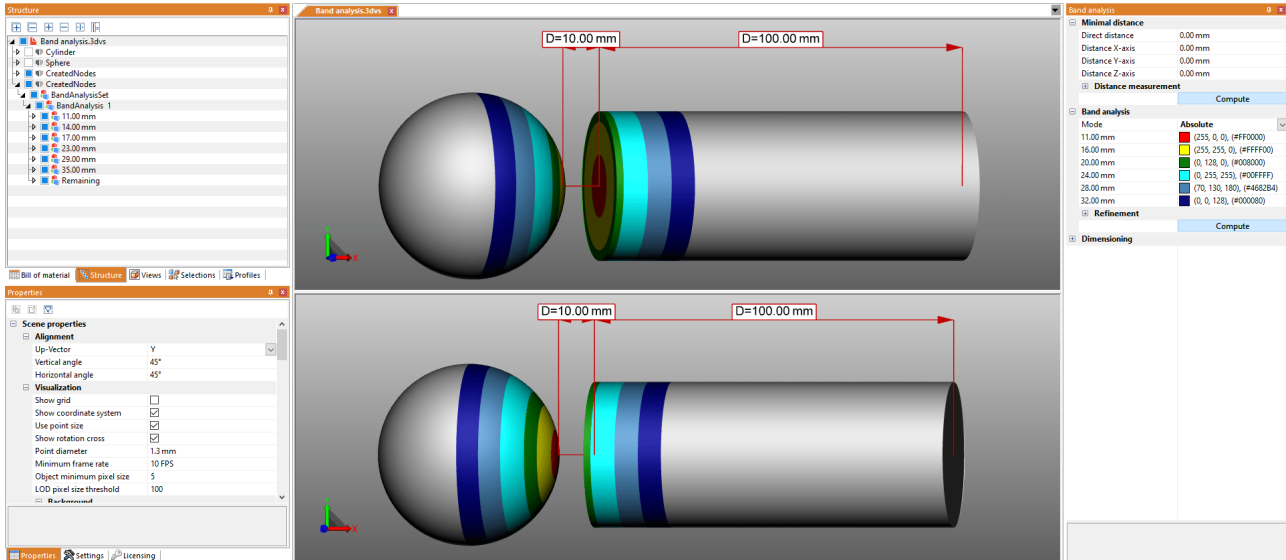 Structure
Band analysis.3dvs
Cylinder
Sphere
CreatedNodes
CreatedNodes
BandAnalysisSet
BandAnalysis 1
11.00 mm
14.00 mm
17.00 mm
23.00 mm
29.00 mm
35.00 mm
Remaining
Bill of material Structure Views Selections Profiles
Properties
Scene properties
Alignment
Up-Vector Y
Vertical angle 45°
Horizontal angle 45°
Visualization
Show grid
Show coordinate system
Use point size
Show rotation cross
Point diameter 1.3 mm
Minimum frame rate 10 FPS
Object minimum pixel size 5
LOD pixel size threshold 100
Background
Properties Settings Licensing
Band analysis.3dvs
D=10.00 mm D=100.00 mm
Y
X
D=10.00 mm D=100.00 mm
X
Band analysis
Minimal distance
Direct distance 0.00 mm
Distance X-axis 0.00 mm
Distance Y-axis 0.00 mm
Distance Z-axis 0.00 mm
Distance measurement
Compute
Band analysis
Mode Absolute
11.00 mm (255, 0, 0), (#FF0000)
16.00 mm (255, 255, 0), (#FFFF00)
20.00 mm (0, 128, 0), (#008000)
24.00 mm (0, 255, 255), (#00FFFF)
28.00 mm (70, 130, 180), (#4682B4)
32.00 mm (0, 0, 128), (#000080)
Refinement
Compute
Dimensioning